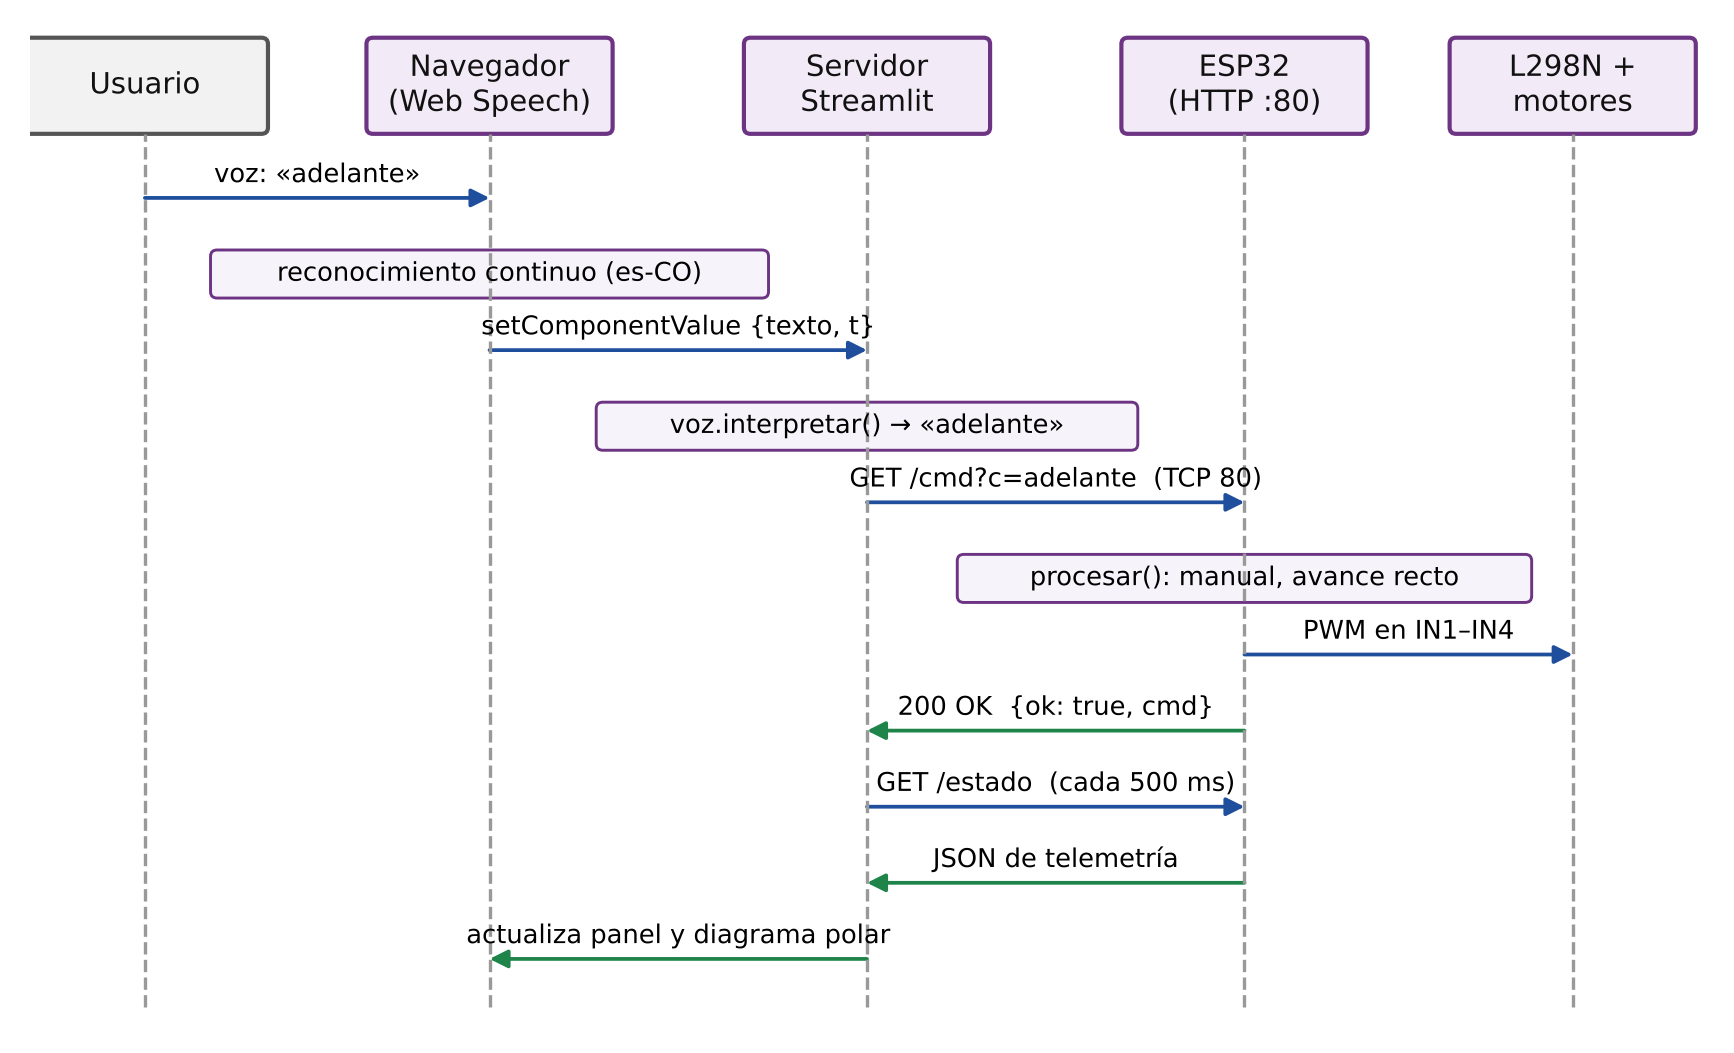 Usuario
Navegador
(Web Speech)
Servidor
Streamlit
ESP32
(HTTP :80)
L298N +
motores
voz: «adelante»
reconocimiento continuo (es-CO)
setComponentValue {texto, t}
voz.interpretar() → «adelante»
GET /cmd?c=adelante  (TCP 80)
procesar(): manual, avance recto
PWM en IN1–IN4
200 OK  {ok: true, cmd}
GET /estado  (cada 500 ms)
JSON de telemetría
actualiza panel y diagrama polar